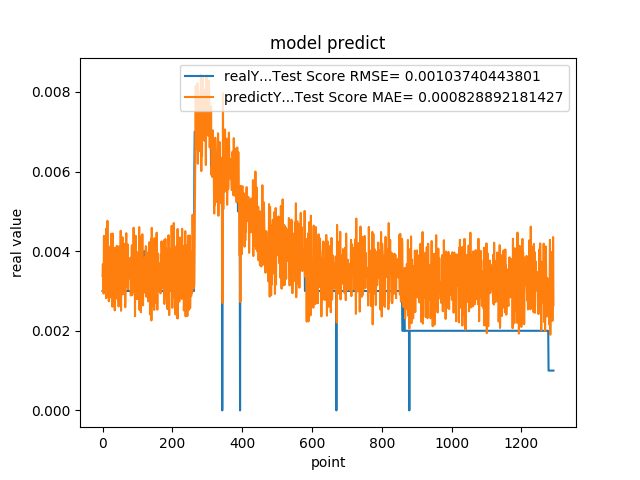 model predict
realY...Test Score RMSE= 0.00103740443801
predictY...Test Score MAE= 0.000828892181427
0.008
0.006
0.004
0.002
0.000
real value
0 200 400 600 800 1000 1200
point